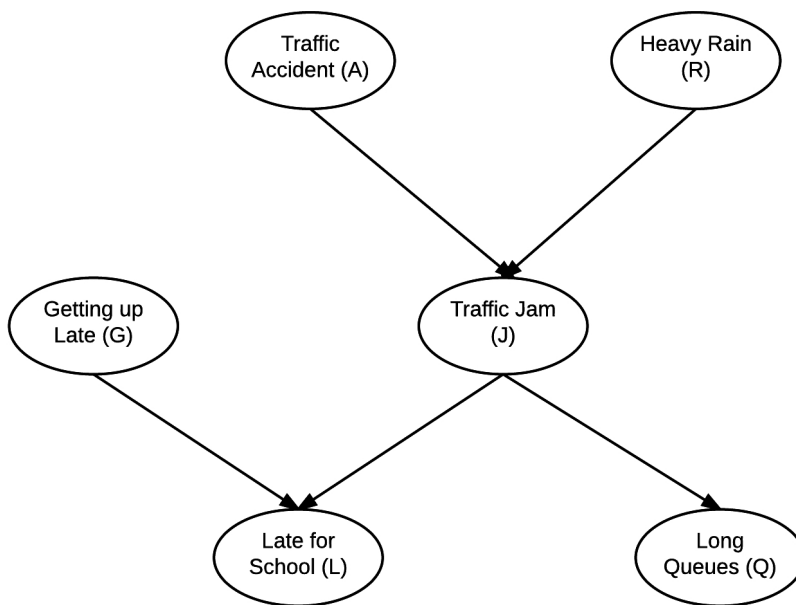 Traffic
Accident (A)
Heavy Rain
(R)
Getting up
Late (G)
Traffic Jam
(J)
Late for
School (L)
Long
Queues (Q)